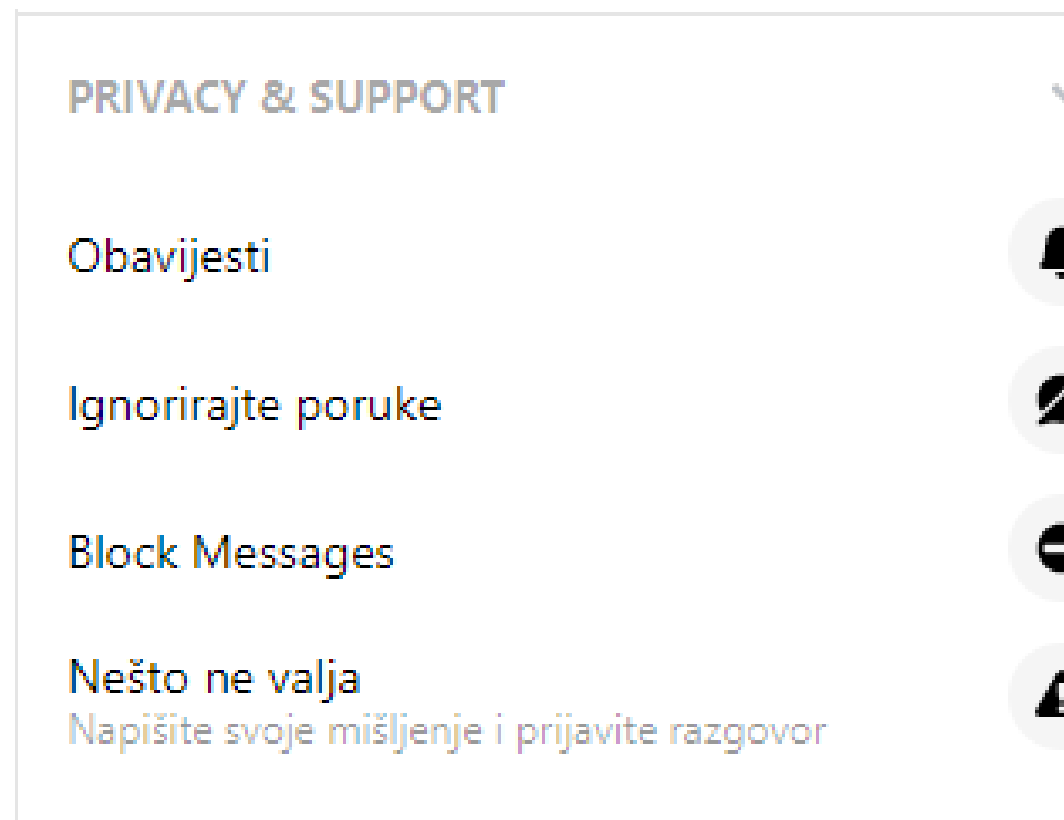 PRIVACY & SUPPORT
Obavijesti
Ignorirajte poruke
Block Messages
Nešto ne valja
Napišite svoje mišljenje i prijavite razgovor